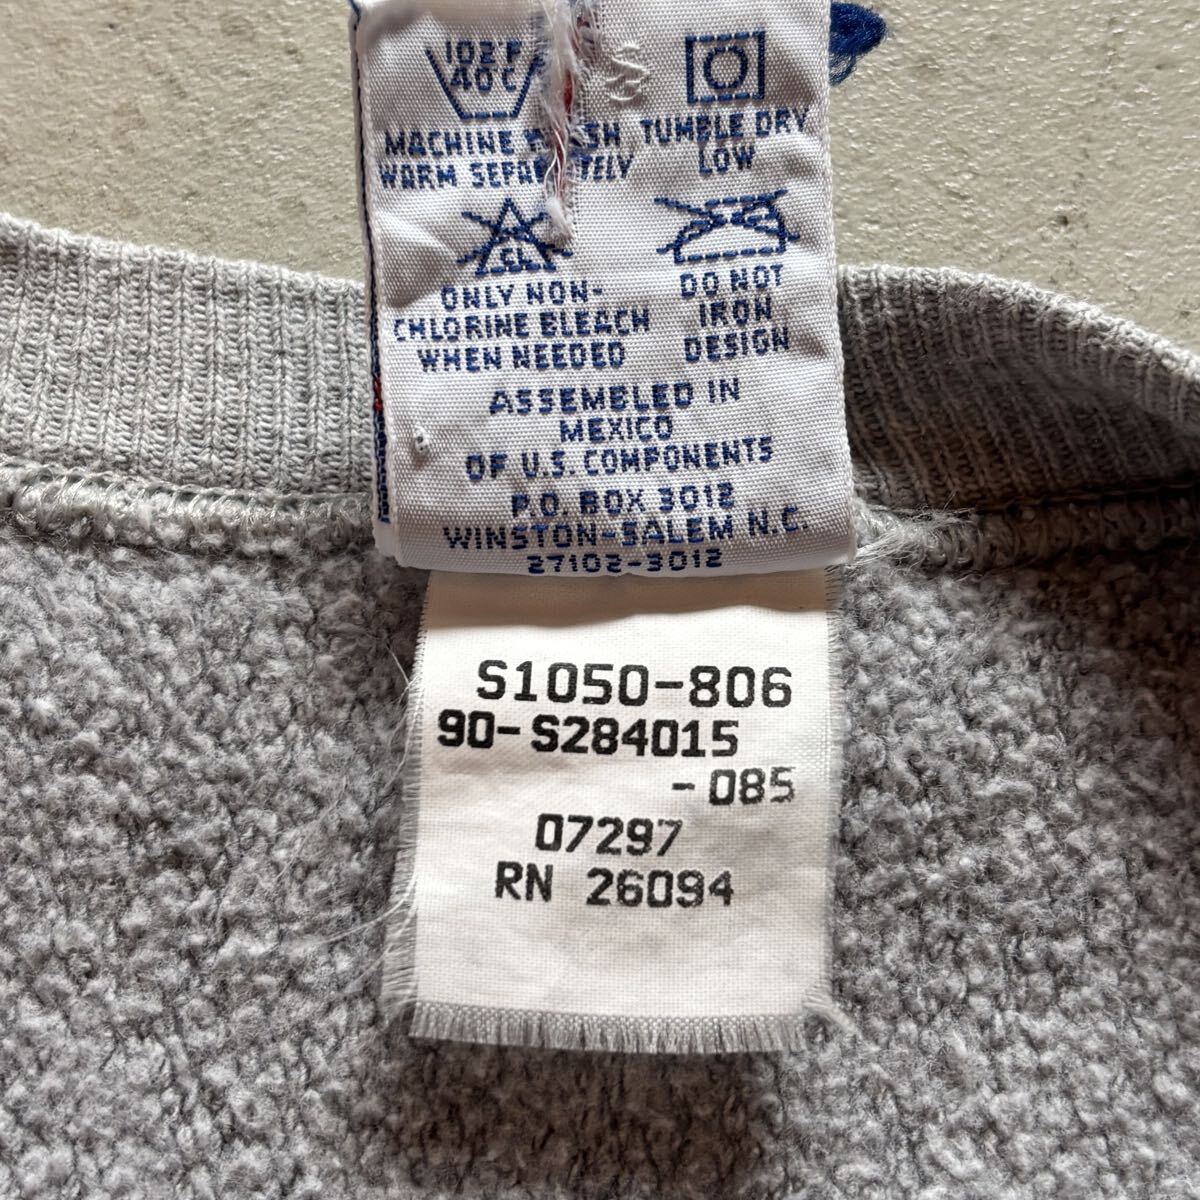 102°F
40°C
MACHINE WASH
WARM SEPARATELY
TUMBLE DRY
LOW
CL
ONLY NON-
CHLORINE BLEACH
WHEN NEEDED
DO NOT
IRON
DESIGN
ASSEMBLED IN
MEXICO
OF U.S. COMPONENTS
P.O. BOX 3012
WINSTON-SALEM N.C.
27102-3012
S1050-806
90-S284015
-085
07297
RN 26094